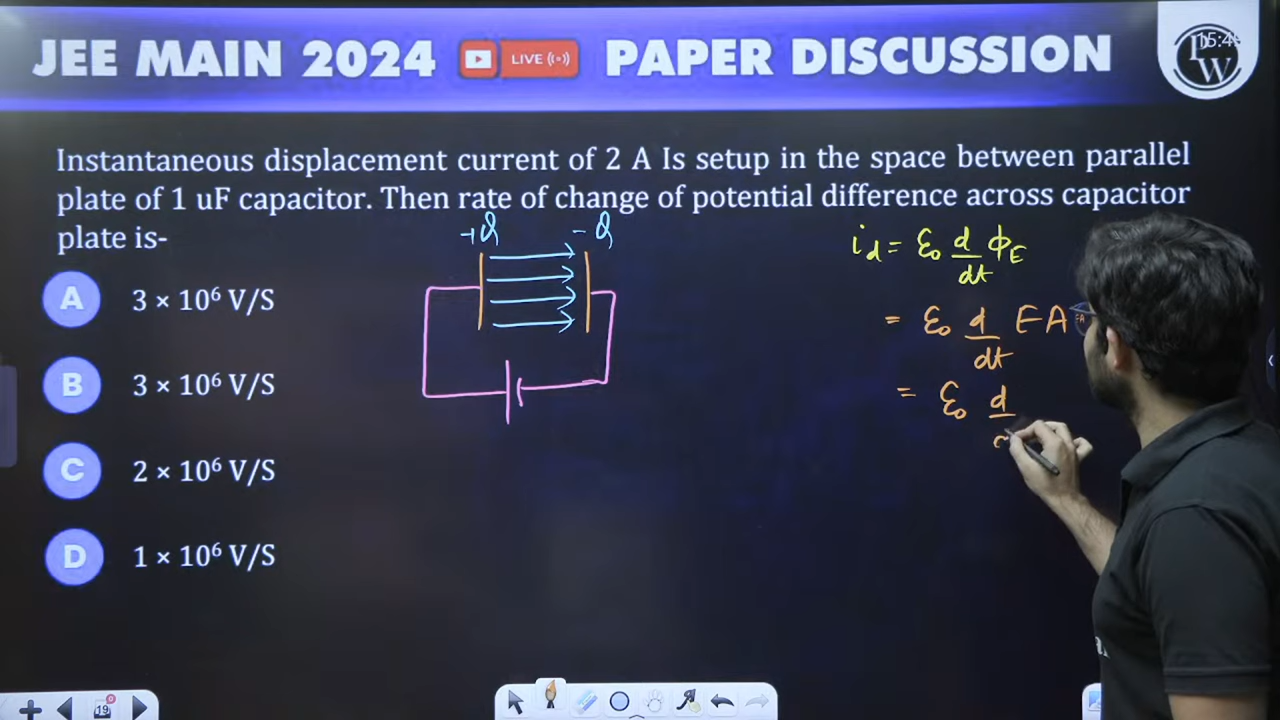 JEE MAIN 2024 LIVE PAPER DISCUSSION
Instantaneous displacement current of 2 A Is setup in the space between parallel
plate of 1 uF capacitor. Then rate of change of potential difference across capacitor
plate is-
A 3 × 10⁶ V/S
B 3 × 10⁶ V/S
C 2 × 10⁶ V/S
D 1 × 10⁶ V/S
+Q -Q
i_d = ε₀ d/dt ϕ_E
= ε₀ d/dt EA
= ε₀ d
19